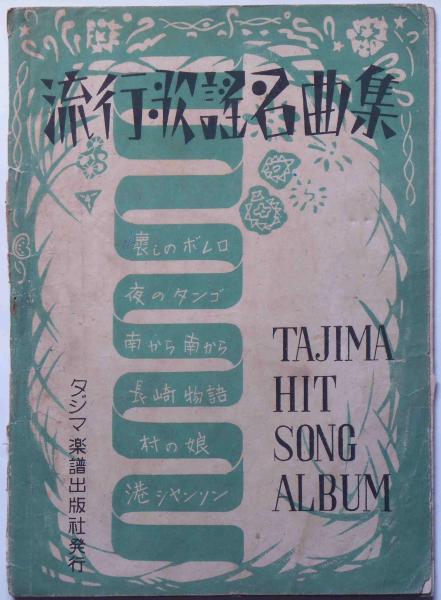 流行歌謡名曲集
懐しのボレロ
夜のタンゴ
南から南から
長崎物語
村の娘
港シャンソン
TAJIMA
HIT
SONG
ALBUM
タジマ楽譜出版社発行